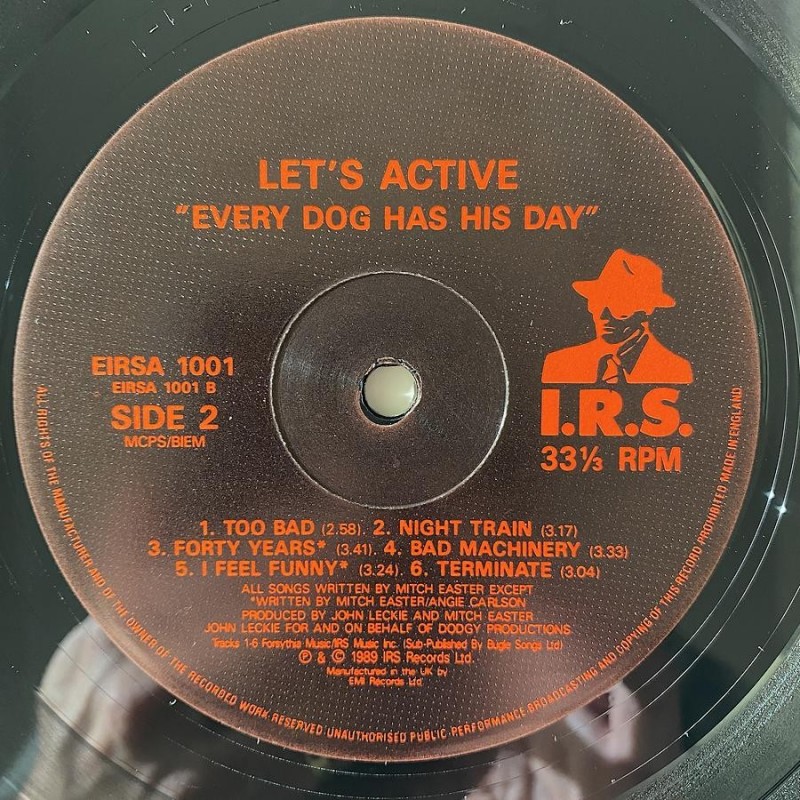 LET'S ACTIVE
"EVERY DOG HAS HIS DAY"
EIRSA 1001
EIRSA 1001 B
SIDE 2
MCPS/BIEM
I.R.S.
33⅓ RPM
1. TOO BAD (2.58). 2. NIGHT TRAIN (3.17)
3. FORTY YEARS* (3.41). 4. BAD MACHINERY (3.33)
5. I FEEL FUNNY* (3.24). 6. TERMINATE (3.04)
ALL SONGS WRITTEN BY MITCH EASTER EXCEPT
*WRITTEN BY MITCH EASTER/ANGIE CARLSON
PRODUCED BY JOHN LECKIE AND MITCH EASTER
JOHN LECKIE FOR AND ON BEHALF OF DODGY PRODUCTIONS
Tracks 1-6 Forsythia Music/IRS Music Inc. (Sub-Published By Bugle Songs Ltd)
℗ & © 1989 IRS Records Ltd.
Manufactured in the UK by
EMI Records Ltd
ALL RIGHTS OF THE MANUFACTURER AND OF THE OWNER OF THE RECORDED WORK RESERVED. UNAUTHORISED PUBLIC PERFORMANCE, BROADCASTING AND COPYING OF THIS RECORD PROHIBITED MADE IN ENGLAND